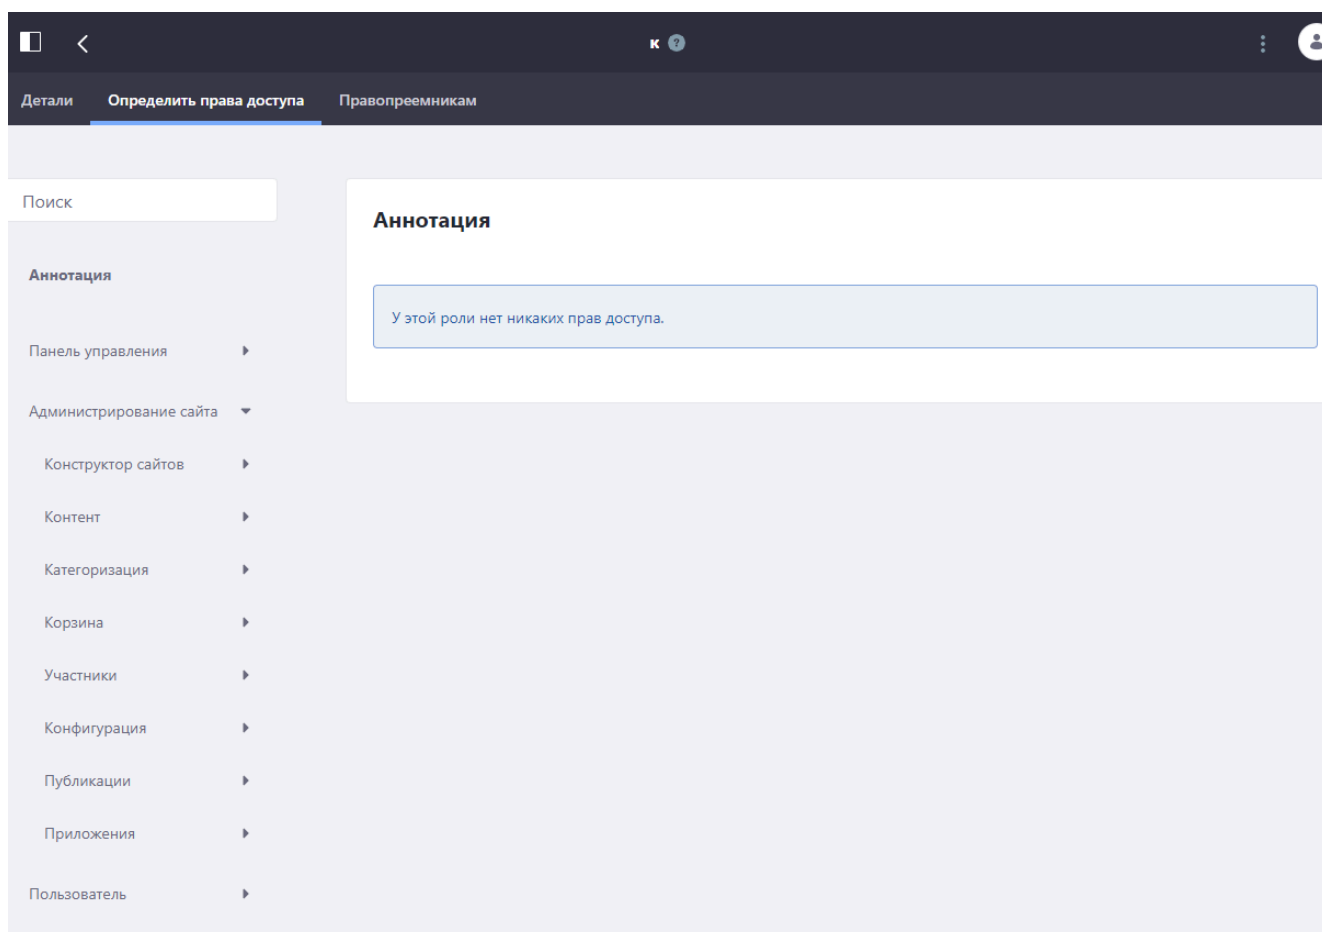 к ?
Детали Определить права доступа Правопреемникам
Поиск
Аннотация
Аннотация
У этой роли нет никаких прав доступа.
Панель управления
Администрирование сайта
Конструктор сайтов
Контент
Категоризация
Корзина
Участники
Конфигурация
Публикации
Приложения
Пользователь